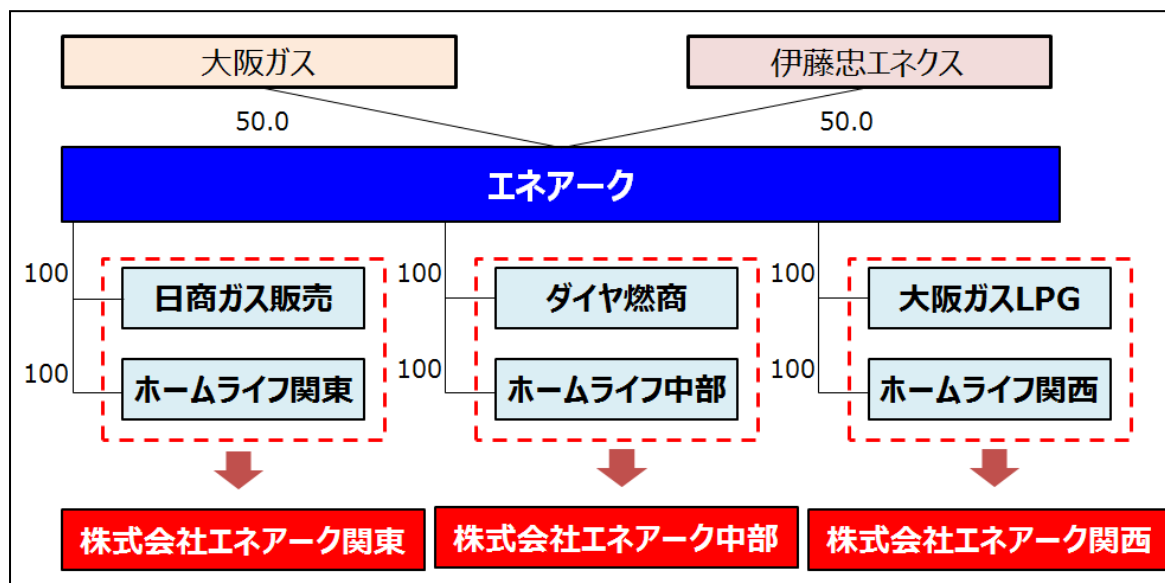 大阪ガス
伊藤忠エネクス
50.0
50.0
エネアーク
100
日商ガス販売
100
ホームライフ関東
100
ダイヤ燃商
100
ホームライフ中部
100
大阪ガスLPG
100
ホームライフ関西
株式会社エネアーク関東
株式会社エネアーク中部
株式会社エネアーク関西